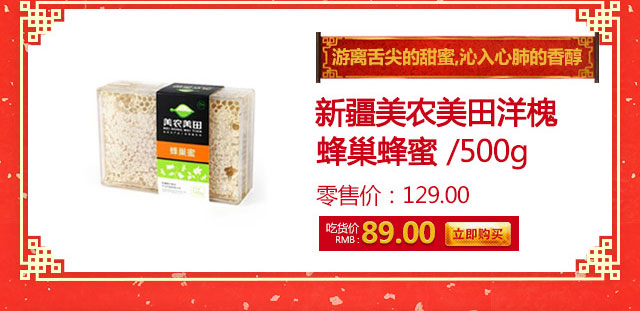 游离舌尖的甜蜜,沁入心肺的香醇
新疆美农美田洋槐
蜂巢蜂蜜 /500g
零售价：129.00
吃货价
RMB：89.00 立即购买
美农美田
蜂巢蜜